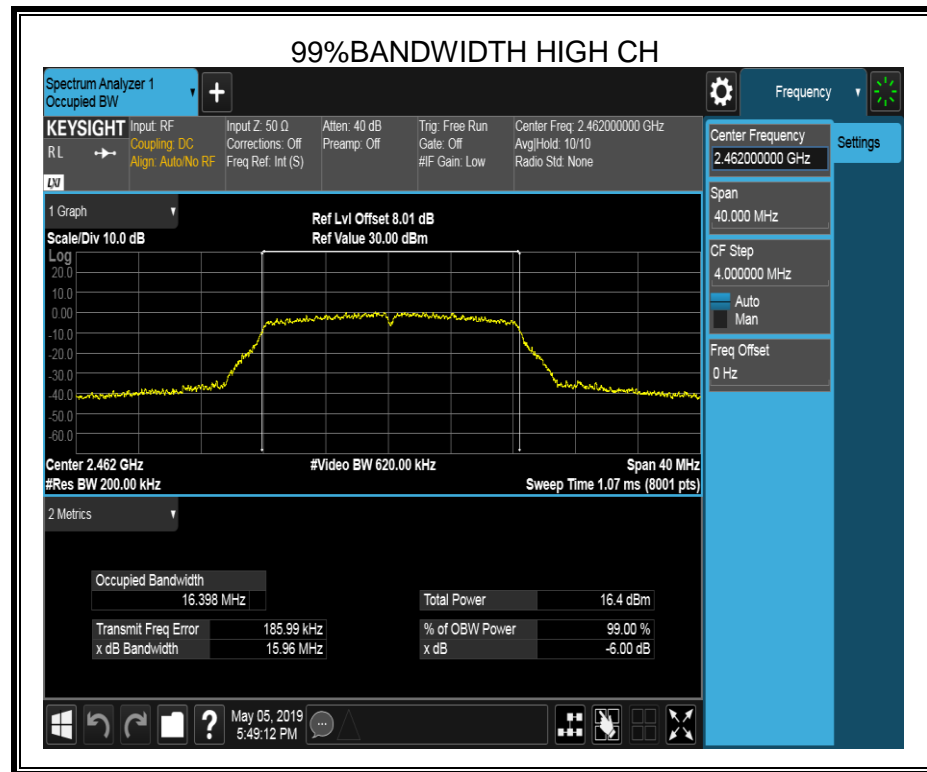 99%BANDWIDTH HIGH CH
Spectrum Analyzer 1
Occupied BW
+
Frequency
KEYSIGHT
RL
LXI
Input: RF
Coupling: DC
Align: Auto/No RF
Input Z: 50 Ω
Corrections: Off
Freq Ref: Int (S)
Atten: 40 dB
Preamp: Off
Trig: Free Run
Gate: Off
#IF Gain: Low
Center Freq: 2.462000000 GHz
Avg|Hold: 10/10
Radio Std: None
Center Frequency
2.462000000 GHz
Settings
Span
40.000 MHz
CF Step
4.000000 MHz
Auto
Man
Freq Offset
0 Hz
1 Graph
Scale/Div 10.0 dB
Ref Lvl Offset 8.01 dB
Ref Value 30.00 dBm
Log
20.0
10.0
0.00
-10.0
-20.0
-30.0
-40.0
-50.0
-60.0
Center 2.462 GHz
#Res BW 200.00 kHz
#Video BW 620.00 kHz
Span 40 MHz
Sweep Time 1.07 ms (8001 pts)
2 Metrics
Occupied Bandwidth
16.398 MHz
Transmit Freq Error 185.99 kHz
x dB Bandwidth 15.96 MHz
Total Power 16.4 dBm
% of OBW Power 99.00 %
x dB -6.00 dB
?
May 05, 2019
5:49:12 PM